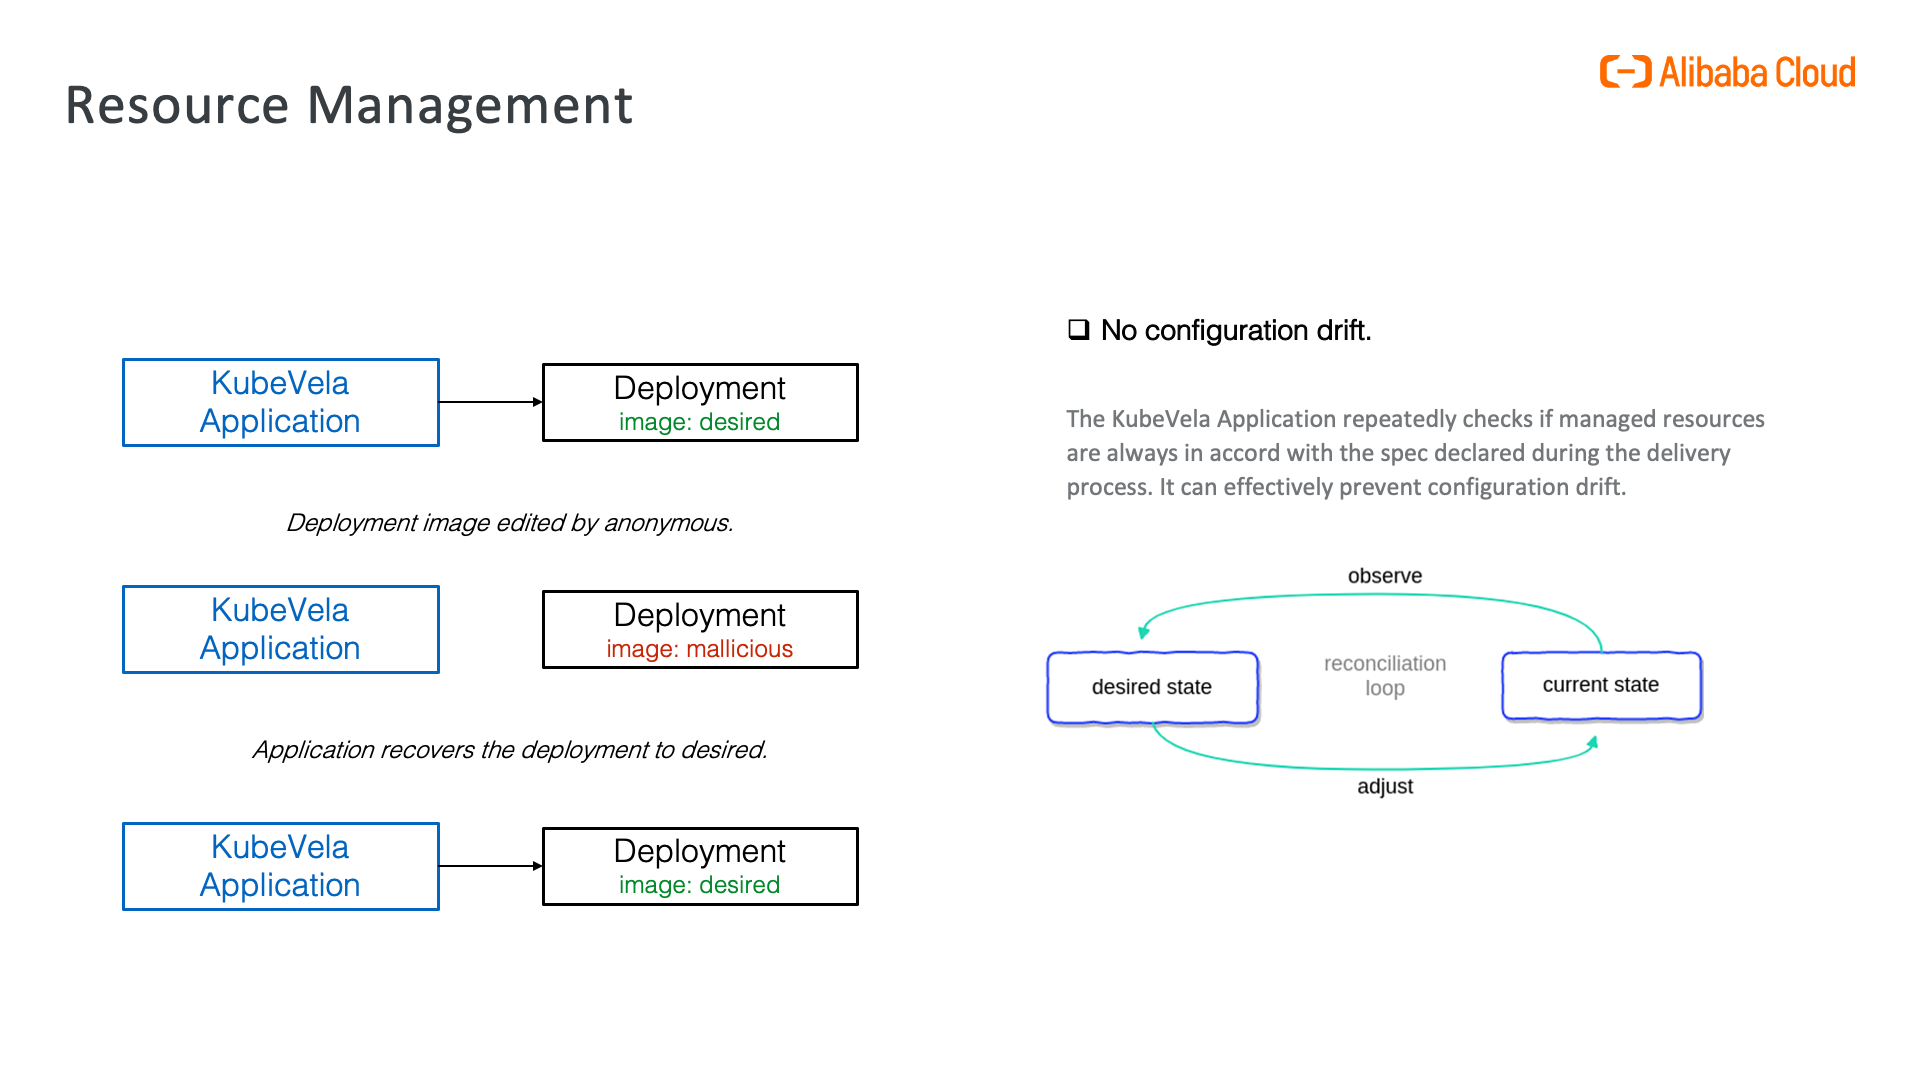 Resource Management
Alibaba Cloud
KubeVela
Application
Deployment
image: desired
Deployment image edited by anonymous.
KubeVela
Application
Deployment
image: mallicious
Application recovers the deployment to desired.
KubeVela
Application
Deployment
image: desired
No configuration drift.
The KubeVela Application repeatedly checks if managed resources
are always in accord with the spec declared during the delivery
process. It can effectively prevent configuration drift.
observe
desired state
reconciliation
loop
current state
adjust